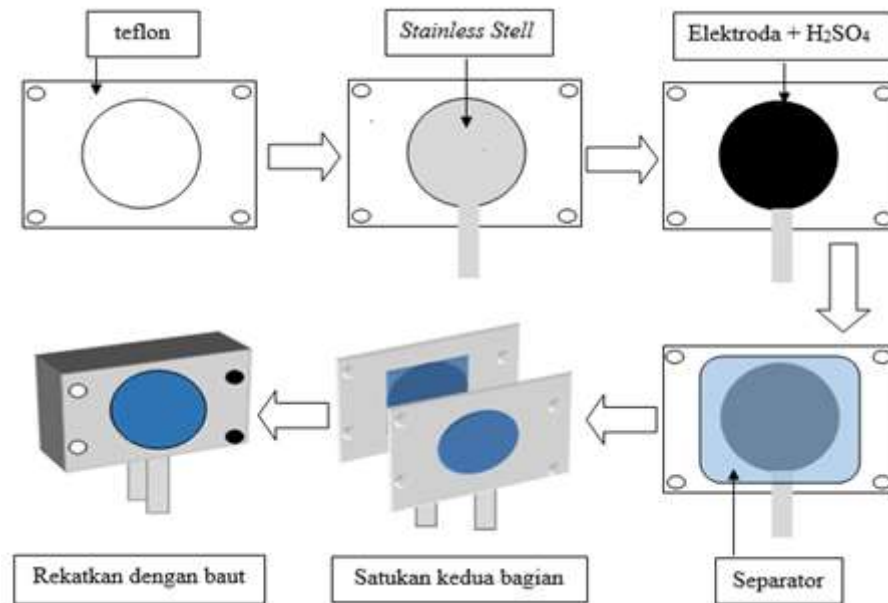 teflon
Stainless Stell
Elektroda + H₂SO₄
Rekatkan dengan baut
Satukan kedua bagian
Separator